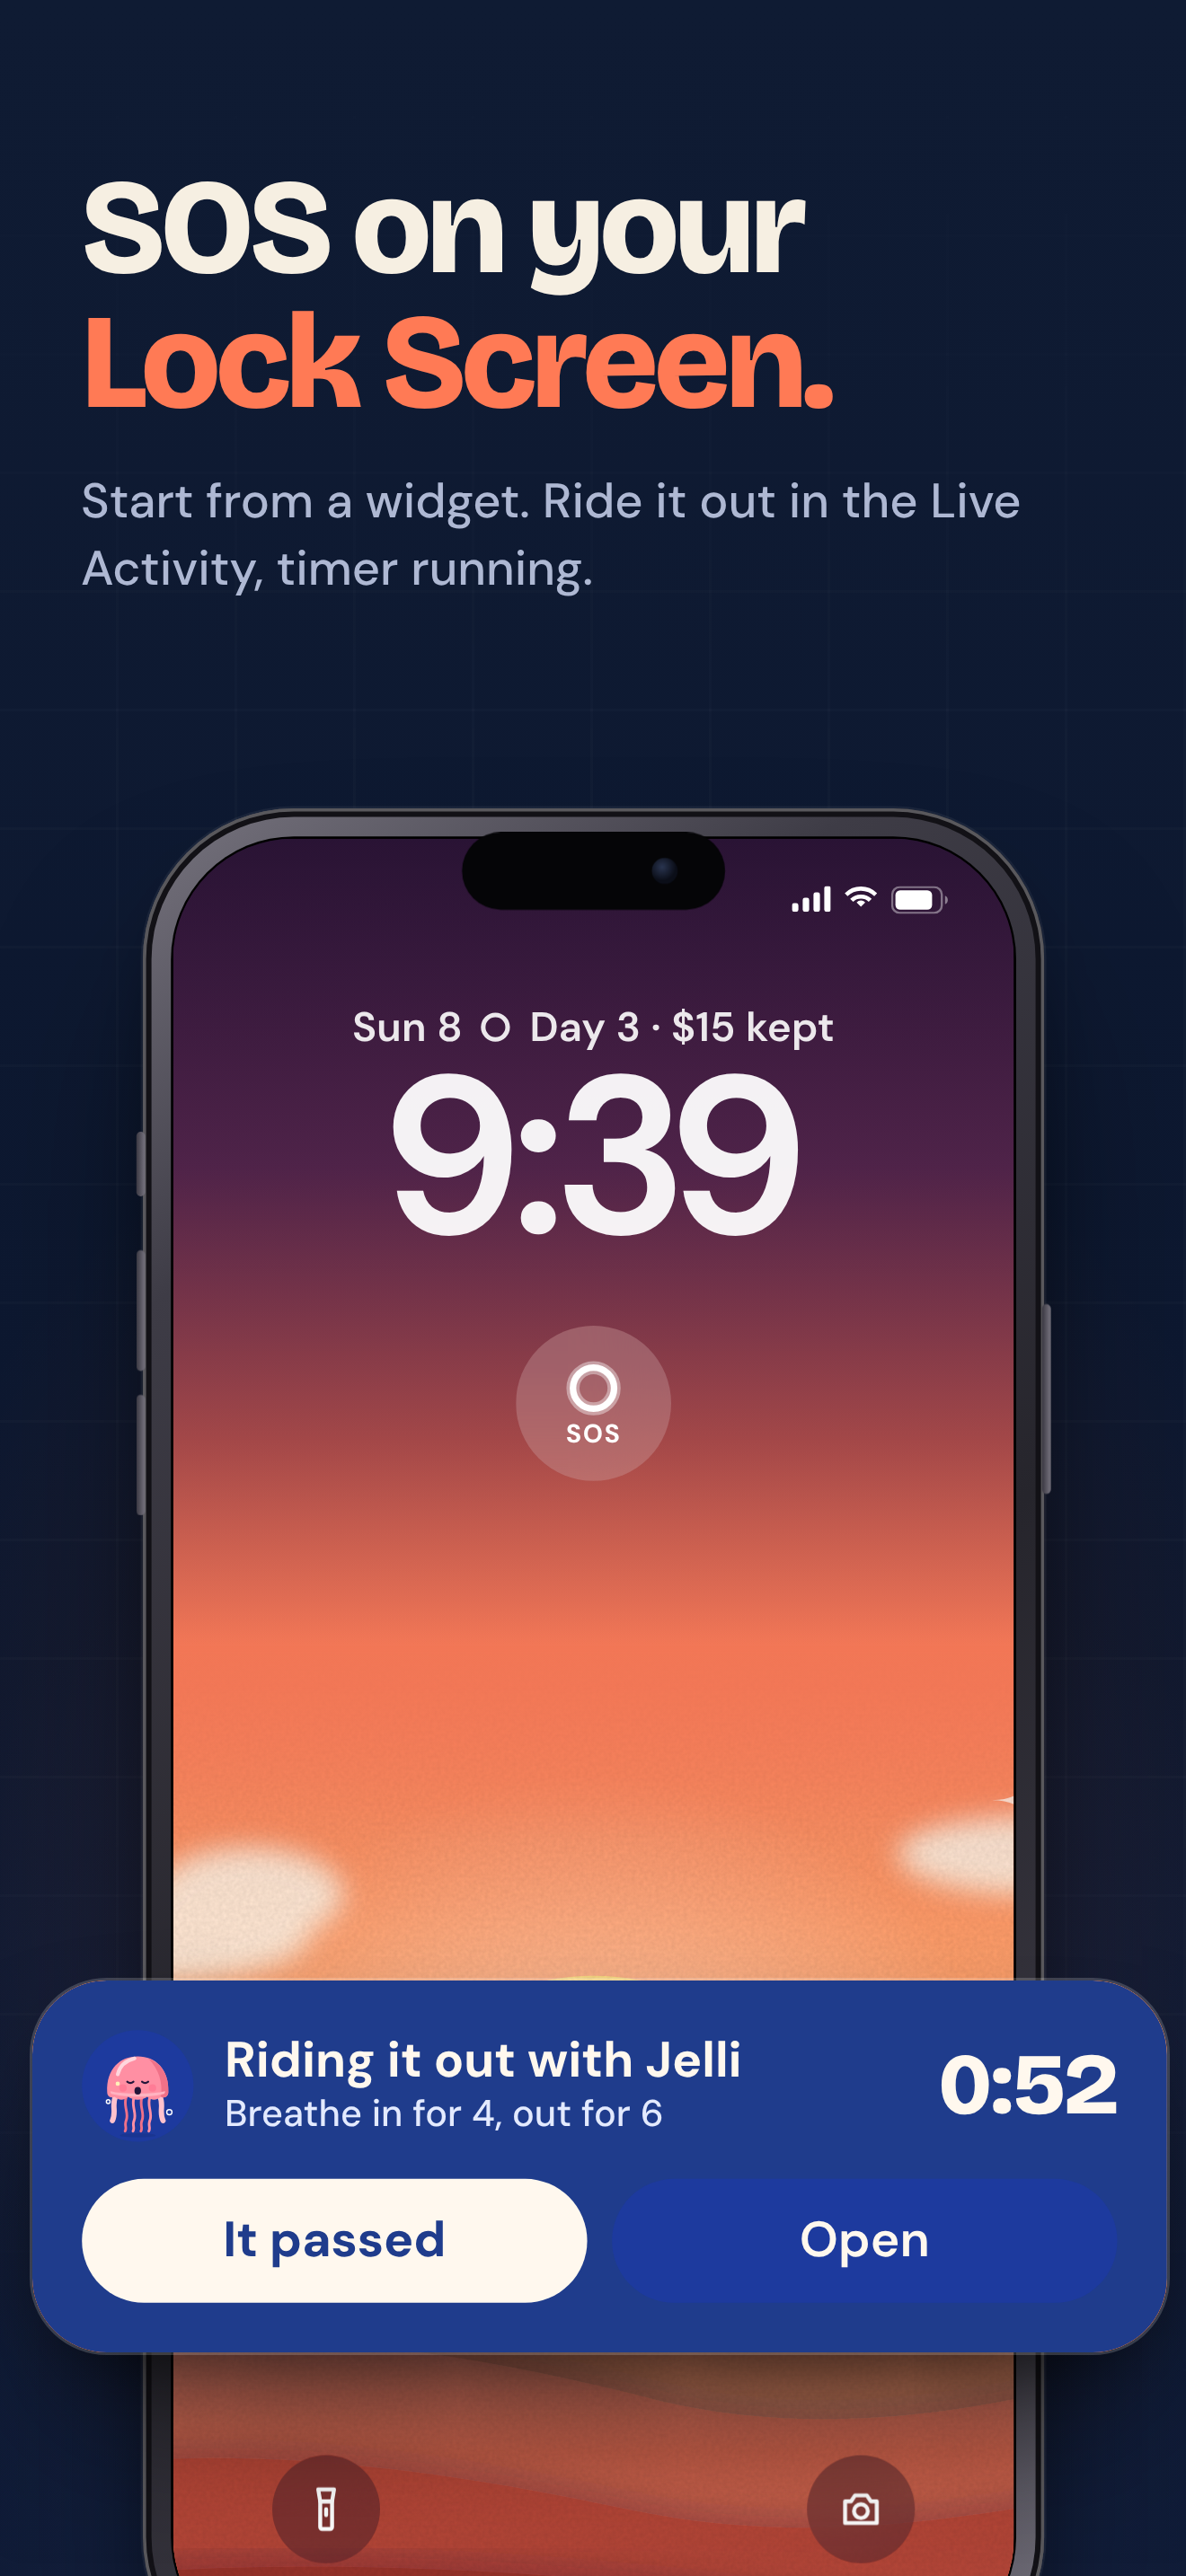 SOS on your
Lock Screen.
Start from a widget. Ride it out in the Live
Activity, timer running.
Sun 8 Day 3 · $15 kept
9:39
SOS
Riding it out with Jelli
0:52
Breathe in for 4, out for 6
It passed
Open